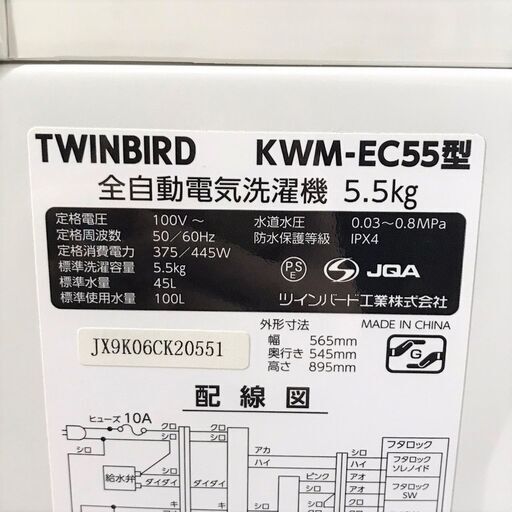 TWINBIRD KWM-EC55型
全自動電気洗濯機 5.5kg
定格電圧 100V～
定格周波数 50／60Hz
定格消費電力 375／445W
標準洗濯容量 5.5kg
標準水量 45L
標準使用水量 100L
水道水圧 0.03～0.8MPa
防水保護等級 IPX4
PSE JQA
ツインバード工業株式会社
JX9K06CK20551
外形寸法
幅 565mm
奥行き 545mm
高さ 895mm
MADE IN CHINA
G
配線図
ヒューズ 10A
クロ クロ
シロ
給水弁
シロ ダイダイ
ダイダイ
キ キ
アカ
ハイ
ピンク
シロ
クロ
シロ
アオ
ハイ
アオ
アオ
フタロック
フタロック
ソレノイド
フタロック
SW